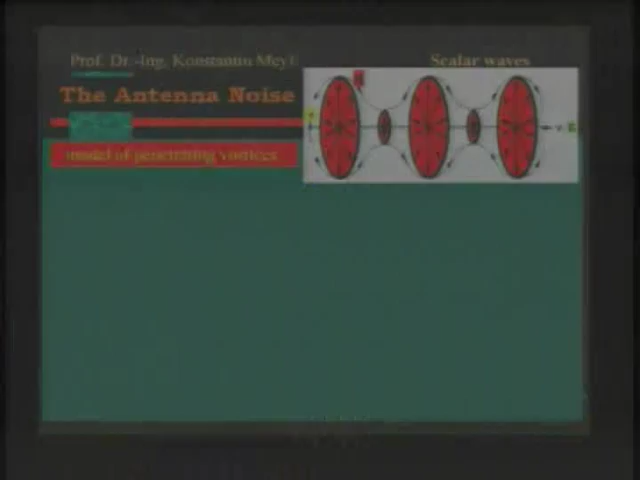 Prof. Dr.-Ing. Konstantin Meyl
Scalar waves
The Antenna Noise
model of penetrating vortices